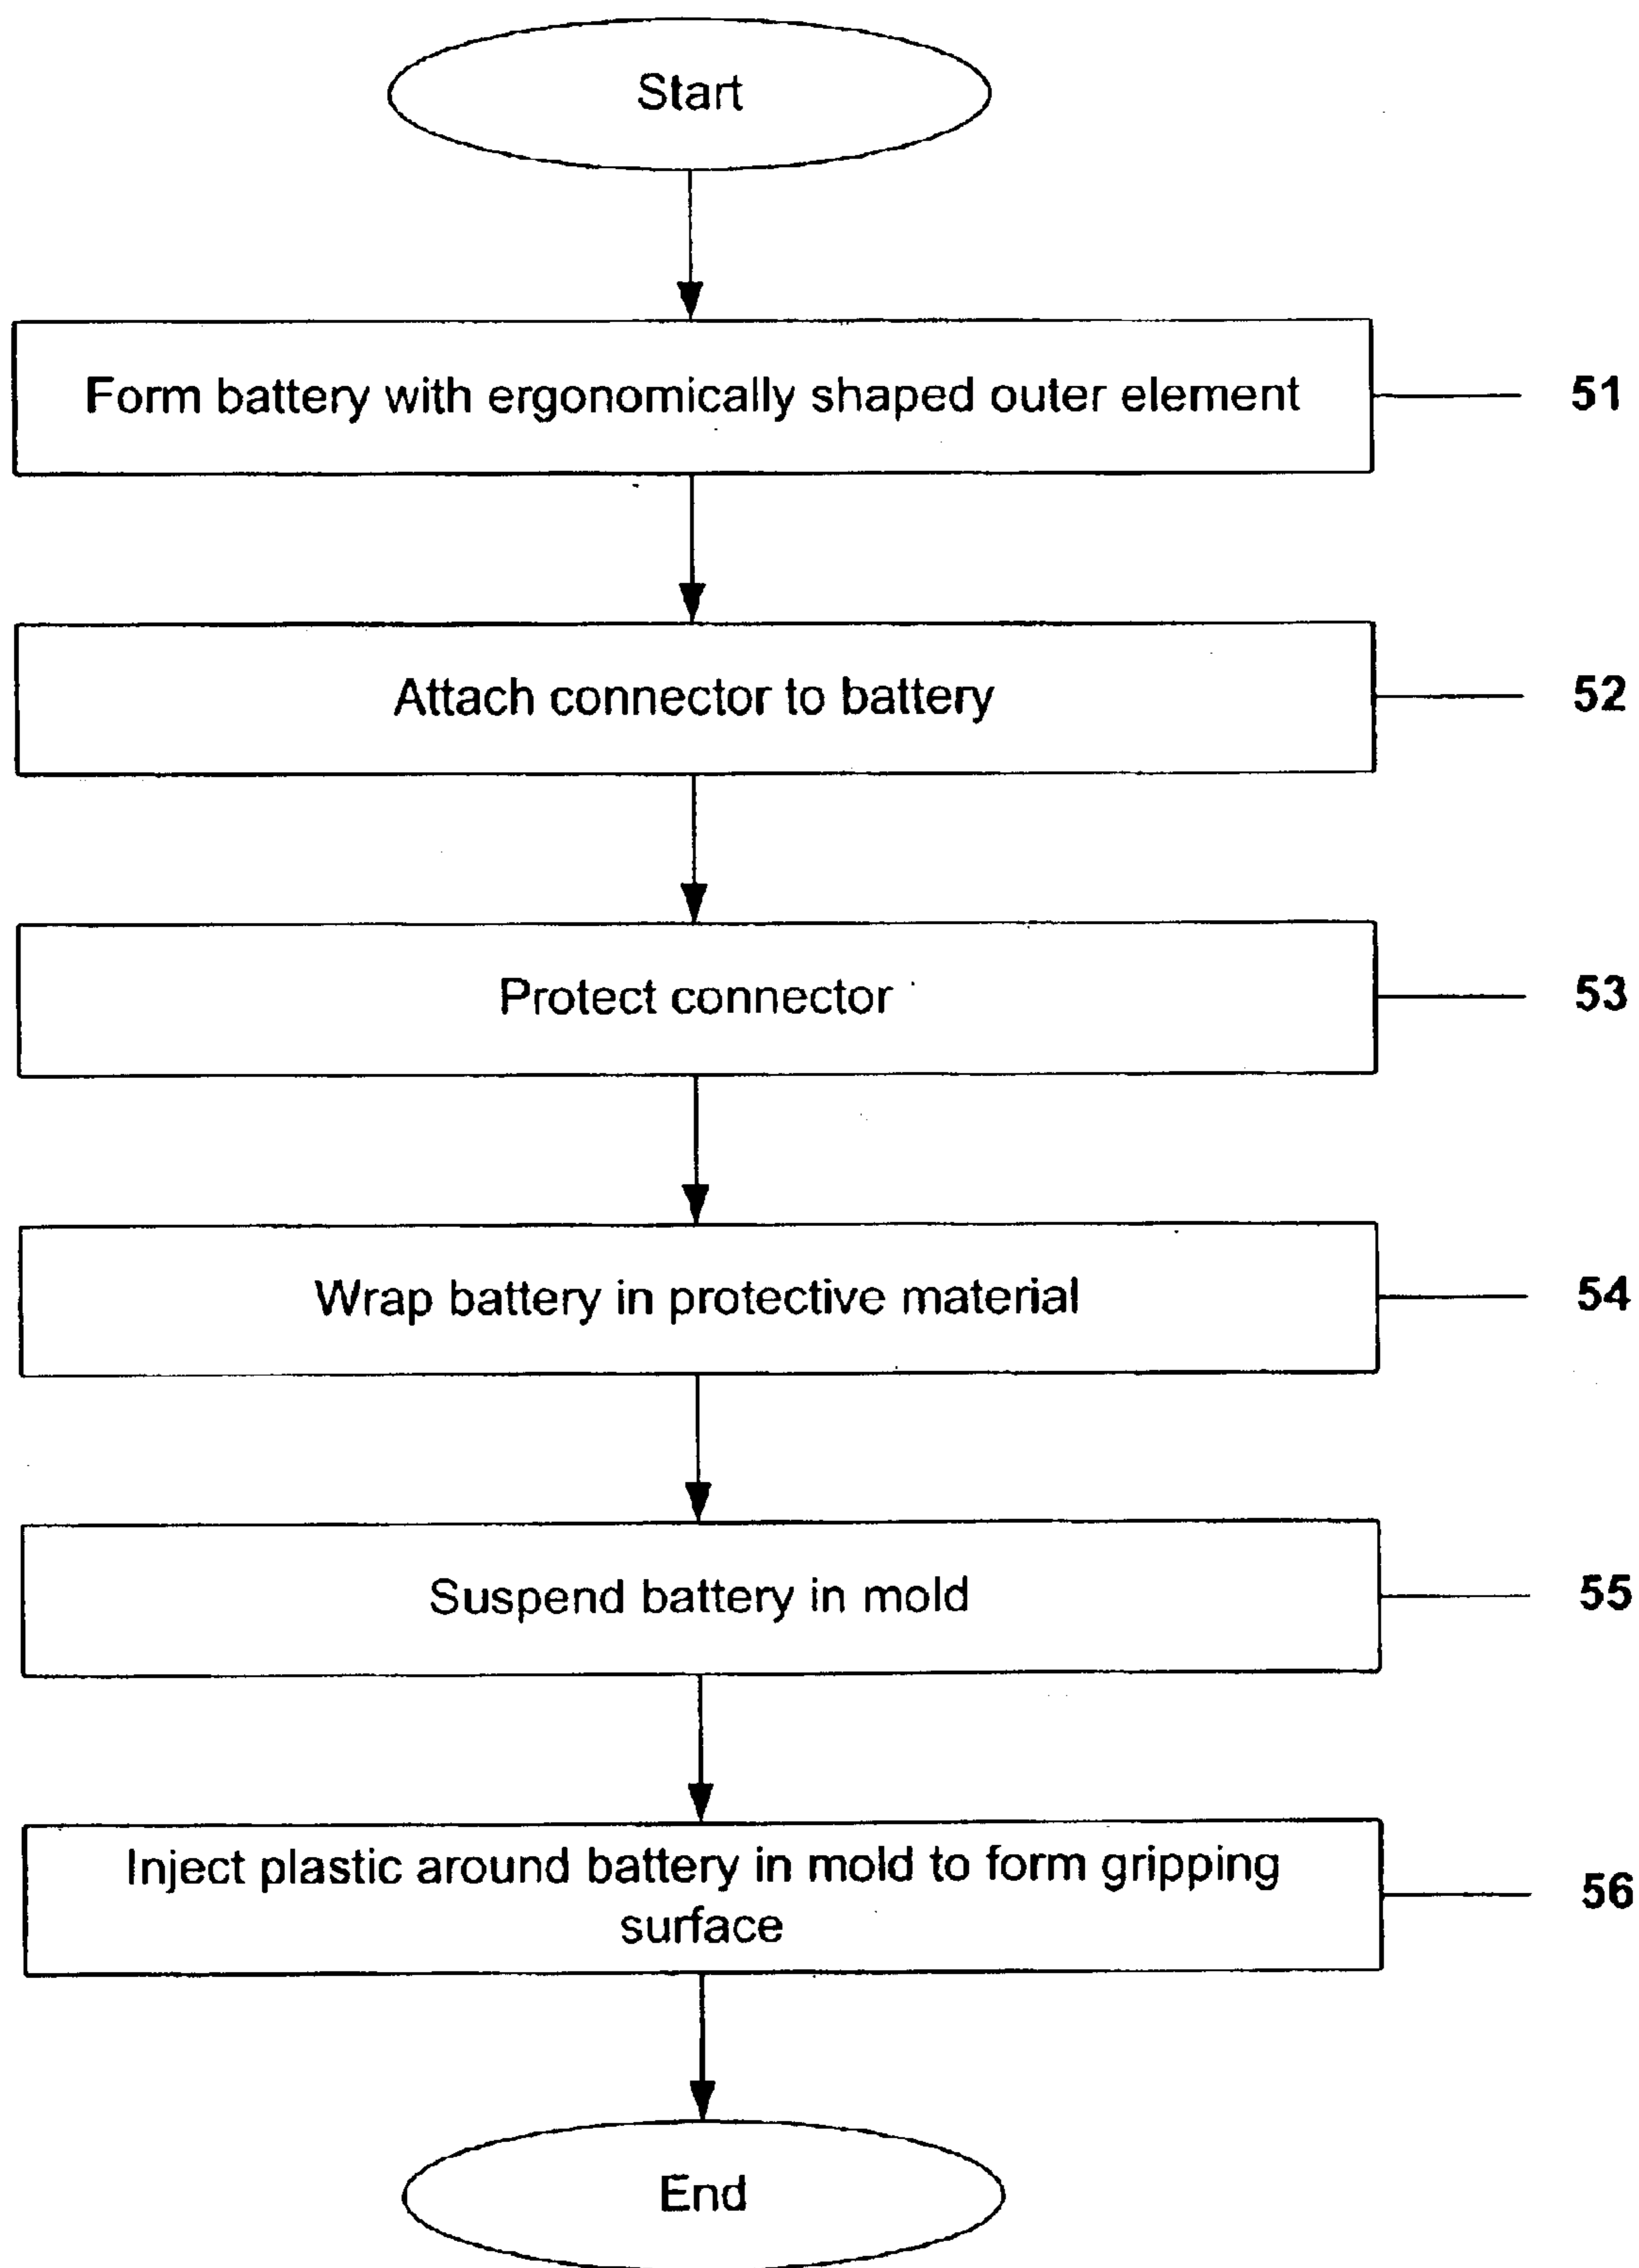 Start
Form battery with ergonomically shaped outer element
51
Attach connector to battery
52
Protect connector
53
Wrap battery in protective material
54
Suspend battery in mold
55
Inject plastic around battery in mold to form gripping
surface
56
End